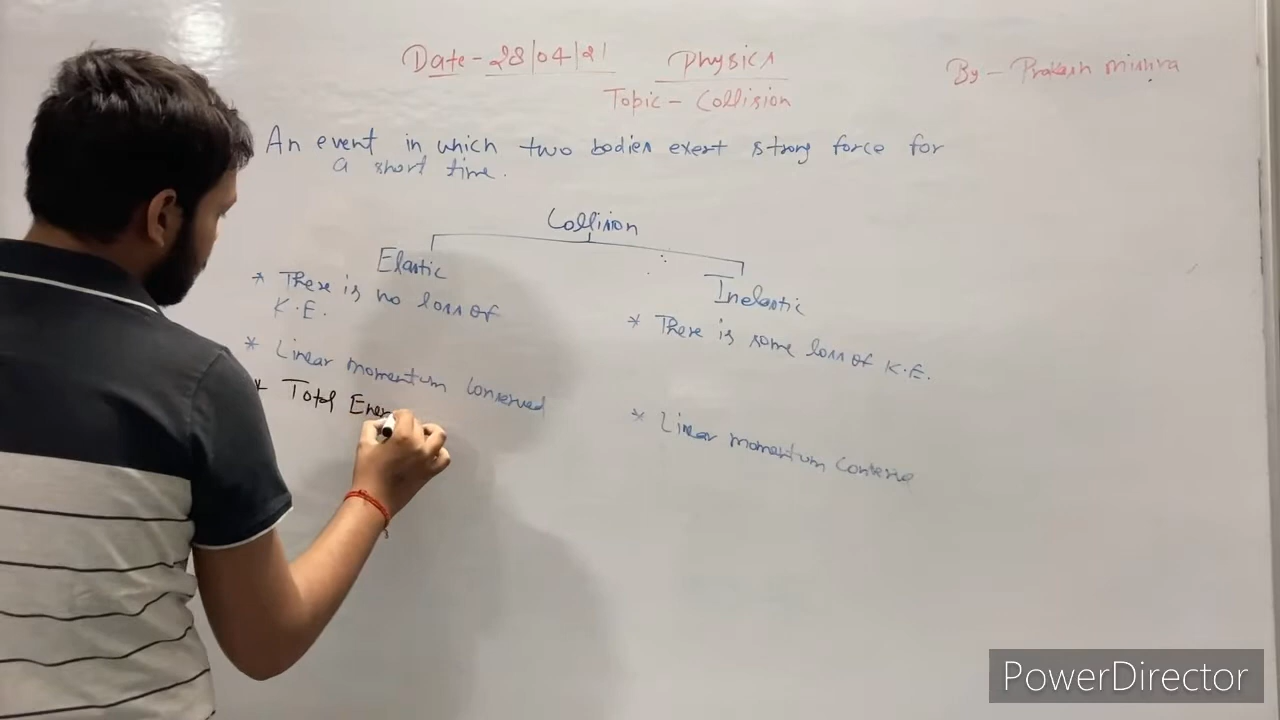 Date - 28/04/21
Physics
By - Prakash Mishra
Topic - Collision
An event in which two bodies exert strong force for
a short time.
Collision
Elastic
* There is no loss of
K.E.
* Linear momentum Conserved
* Total Ener
Inelastic
* There is some loss of K.E.
* Linear momentum Conserve
PowerDirector